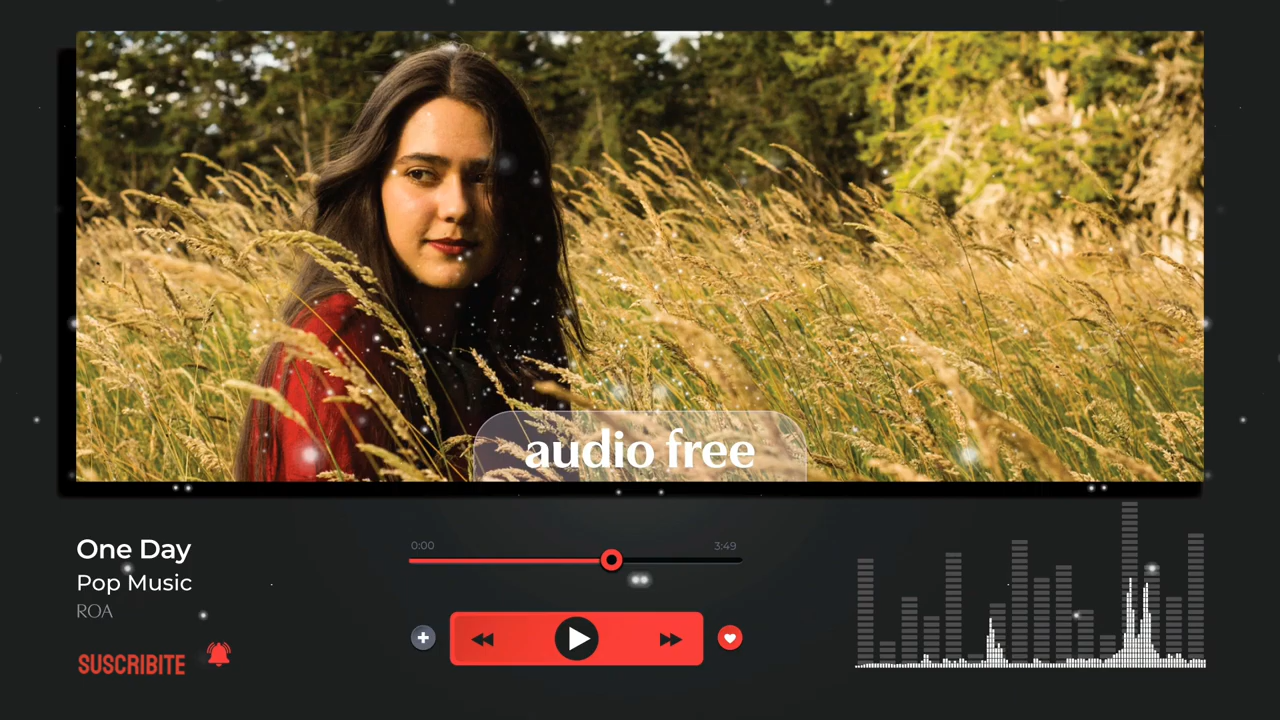 audio free
One Day
Pop Music
ROA
SUSCRIBITE
0:00
3:49